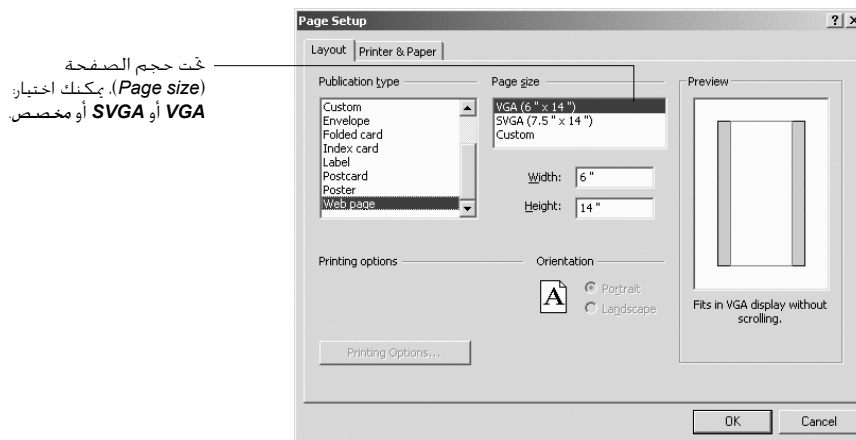 تحت حجم الصفحة
(Page size)، يمكنك اختيار:
VGA أو SVGA أو مخصص.
Page Setup
Layout
Printer & Paper
Publication type
Custom
Envelope
Folded card
Index card
Label
Postcard
Poster
Web page
Page size
VGA (6 " x 14 ")
SVGA (7.5 " x 14 ")
Custom
Width: 6 "
Height: 14 "
Preview
Fits in VGA display without
scrolling.
Printing options
Printing Options...
Orientation
A
Portrait
Landscape
OK
Cancel